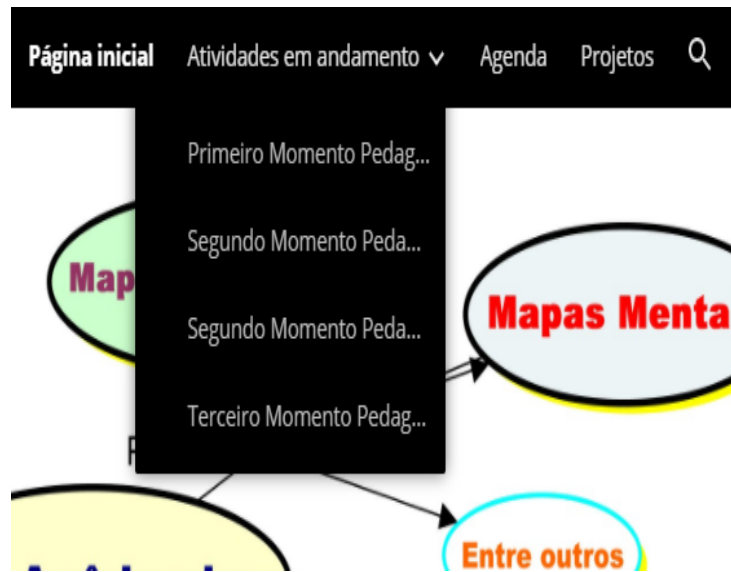 Página inicial Atividades em andamento Agenda Projetos
Primeiro Momento Pedag...
Segundo Momento Peda...
Map
Mapas Menta
Segundo Momento Peda...
Terceiro Momento Pedag...
Entre outros